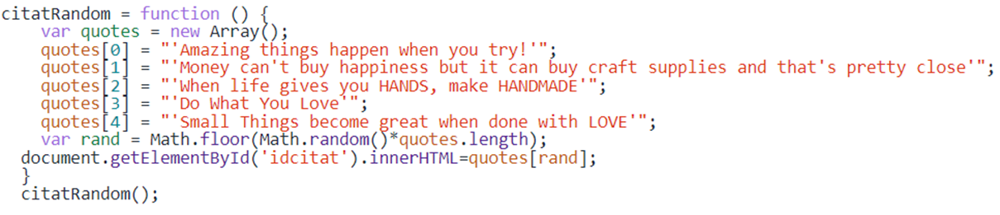 citatRandom = function () {
    var quotes = new Array();
    quotes[0] = "'Amazing things happen when you try!'";
    quotes[1] = "'Money can't buy happiness but it can buy craft supplies and that's pretty close'";
    quotes[2] = "'When life gives you HANDS, make HANDMADE'";
    quotes[3] = "'Do What You Love'";
    quotes[4] = "'Small Things become great when done with LOVE'";
    var rand = Math.floor(Math.random()*quotes.length);
  document.getElementById('idcitat').innerHTML=quotes[rand];
  }
  citatRandom();